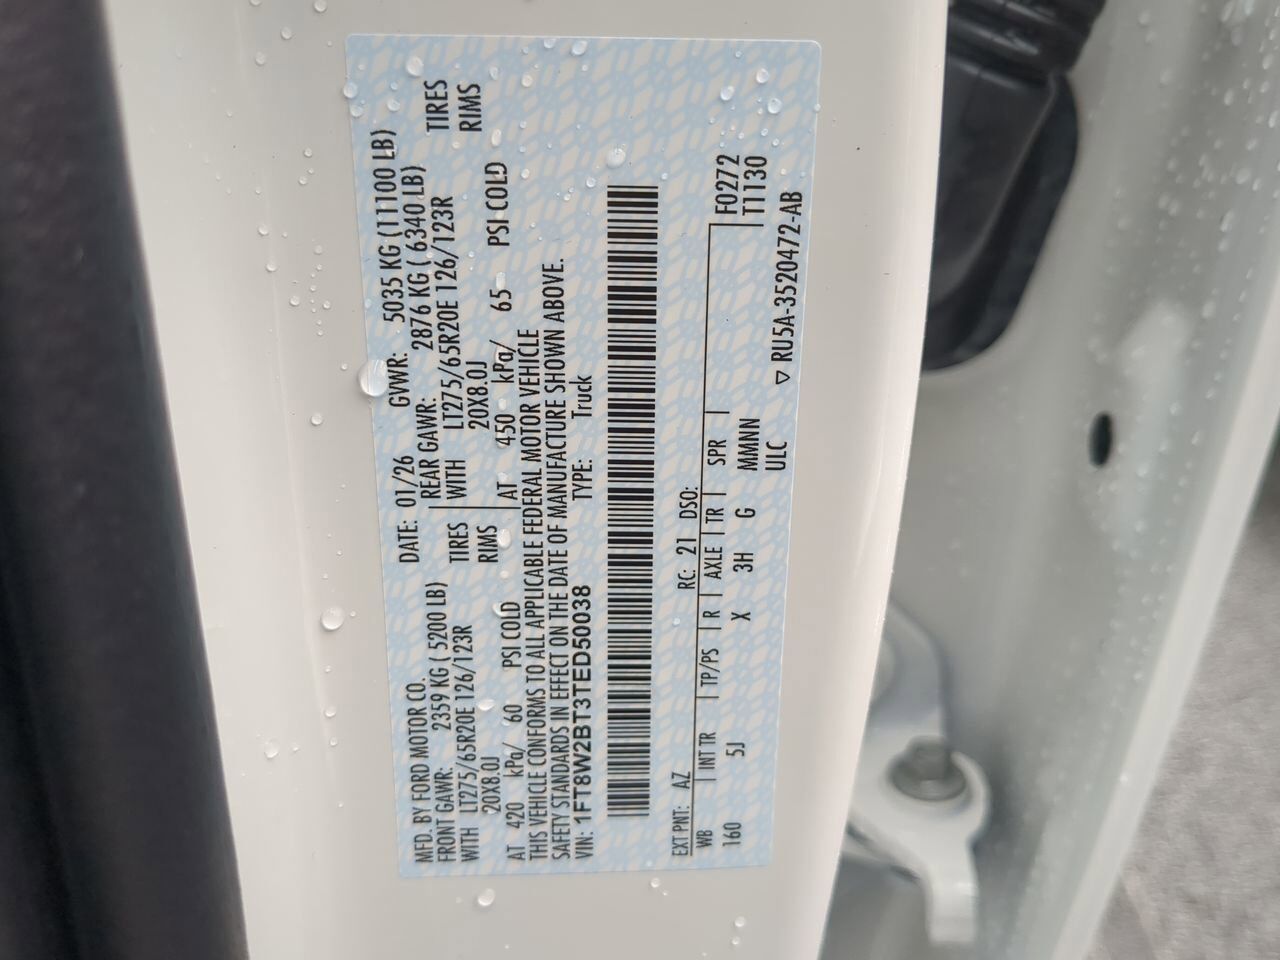 MFD. BY FORD MOTOR CO.
DATE: 01/26 GVWR: 5035 KG (11100 LB)
FRONT GAWR: 2359 KG ( 5200 LB)
REAR GAWR: 2876 KG ( 6340 LB)
WITH LT275/65R20E 126/123R TIRES
WITH LT275/65R20E 126/123R TIRES
20X8.0J RIMS
20X8.0J RIMS
AT 420 kPa/ 60 PSI COLD
AT 450 kPa/ 65 PSI COLD
THIS VEHICLE CONFORMS TO ALL APPLICABLE FEDERAL MOTOR VEHICLE
SAFETY STANDARDS IN EFFECT ON THE DATE OF MANUFACTURE SHOWN ABOVE.
VIN: 1FT8W2BT3TED50038 TYPE: Truck
EXT PNT: AZ RC: 21 DSO: F0272
WB | INT TR | TP/PS | R | AXLE | TR | SPR | T1130
160 5J X 3H G MMNN
ULC ▽ RU5A-3520472-AB